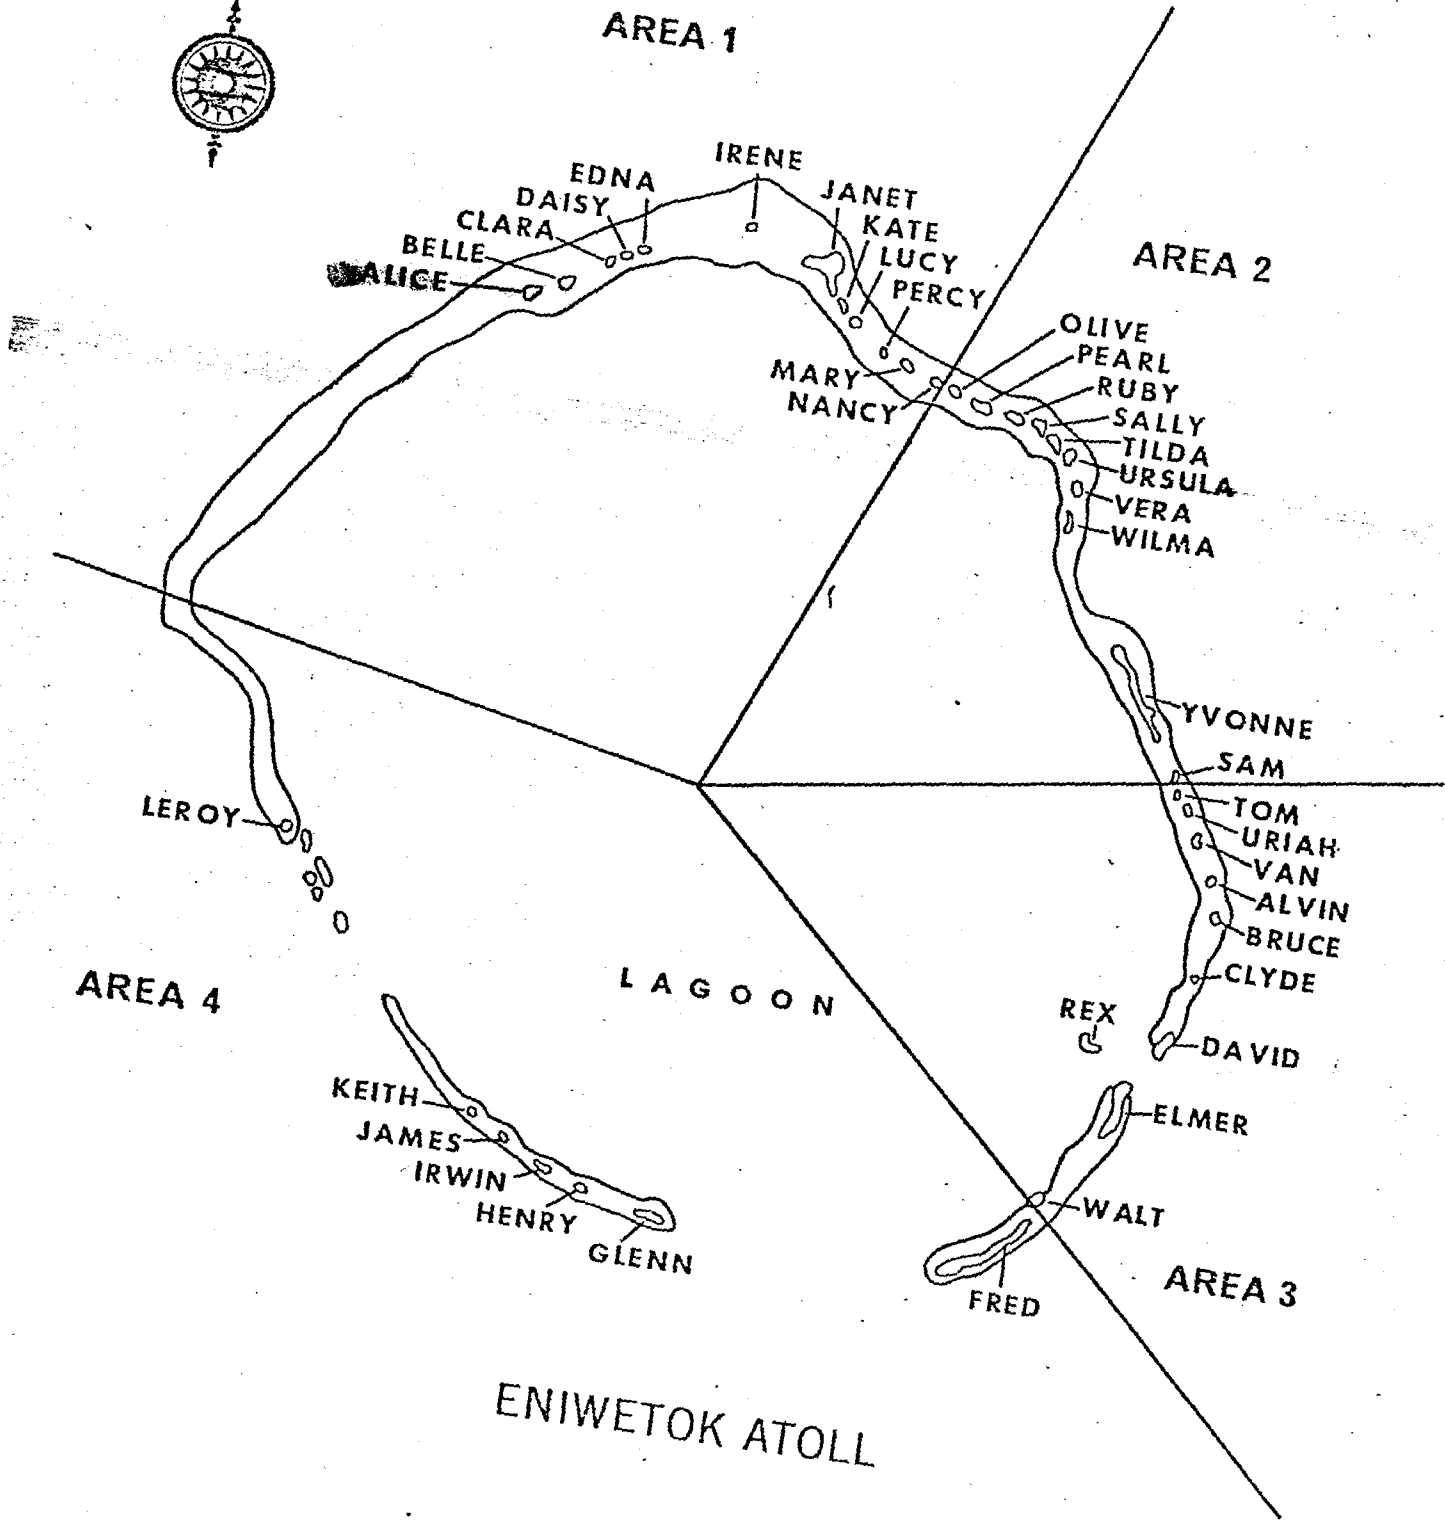 AREA 1
IRENE
EDNA
DAISY
CLARA
BELLE
ALICE
JANET
KATE
LUCY
PERCY
MARY
NANCY
AREA 2
OLIVE
PEARL
RUBY
SALLY
TILDA
URSULA
VERA
WILMA
YVONNE
SAM
TOM
URIAH
VAN
ALVIN
BRUCE
CLYDE
REX
DAVID
ELMER
WALT
AREA 3
FRED
LEROY
AREA 4
LAGOON
KEITH
JAMES
IRWIN
HENRY
GLENN
ENIWETOK ATOLL